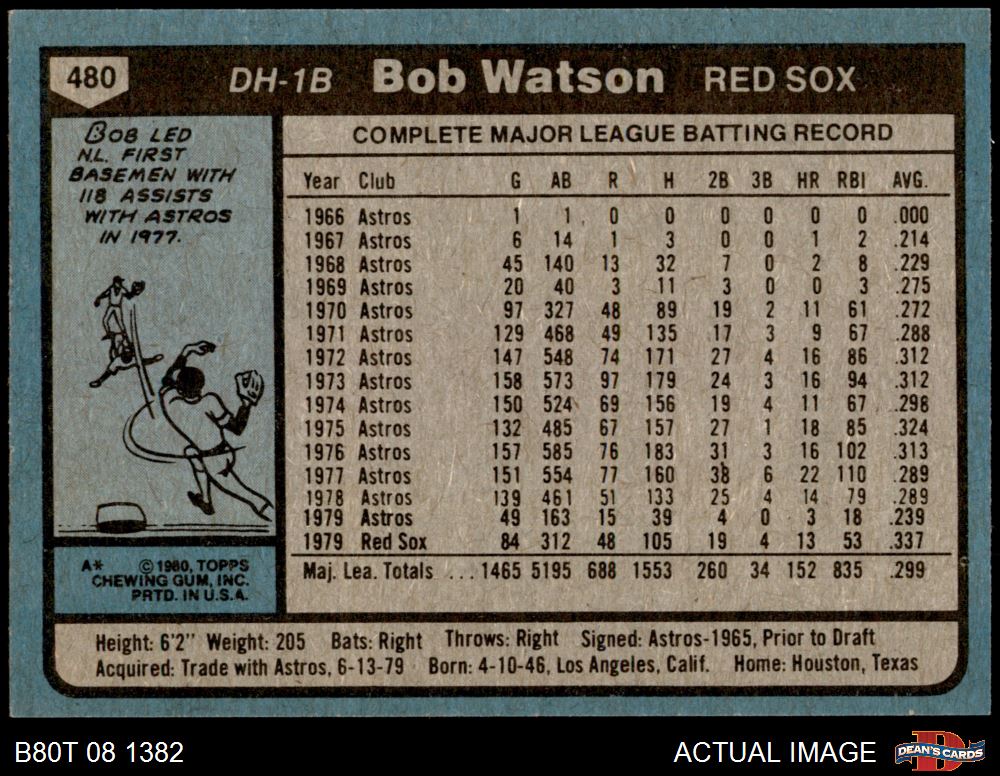 480 DH-1B Bob Watson RED SOX
BOB LED
N.L. FIRST
BASEMEN WITH
118 ASSISTS
WITH ASTROS
IN 1977.
A* © 1980, TOPPS
CHEWING GUM, INC.
PRTD. IN U.S.A.
COMPLETE MAJOR LEAGUE BATTING RECORD
Year Club G AB R H 2B 3B HR RBI AVG.
1966 Astros 1 1 0 0 0 0 0 0 .000
1967 Astros 6 14 1 3 0 0 1 2 .214
1968 Astros 45 140 13 32 7 0 2 8 .229
1969 Astros 20 40 3 11 3 0 0 3 .275
1970 Astros 97 327 48 89 19 2 11 61 .272
1971 Astros 129 468 49 135 17 3 9 67 .288
1972 Astros 147 548 74 171 27 4 16 86 .312
1973 Astros 158 573 97 179 24 3 16 94 .312
1974 Astros 150 524 69 156 19 4 11 67 .298
1975 Astros 132 485 67 157 27 1 18 85 .324
1976 Astros 157 585 76 183 31 3 16 102 .313
1977 Astros 151 554 77 160 38 6 22 110 .289
1978 Astros 139 461 51 133 25 4 14 79 .289
1979 Astros 49 163 15 39 4 0 3 18 .239
1979 Red Sox 84 312 48 105 19 4 13 53 .337
Maj. Lea. Totals ... 1465 5195 688 1553 260 34 152 835 .299
Height: 6'2" Weight: 205 Bats: Right Throws: Right Signed: Astros-1965, Prior to Draft
Acquired: Trade with Astros, 6-13-79 Born: 4-10-46, Los Angeles, Calif. Home: Houston, Texas
B80T 08 1382 ACTUAL IMAGE D DEAN'S CARDS